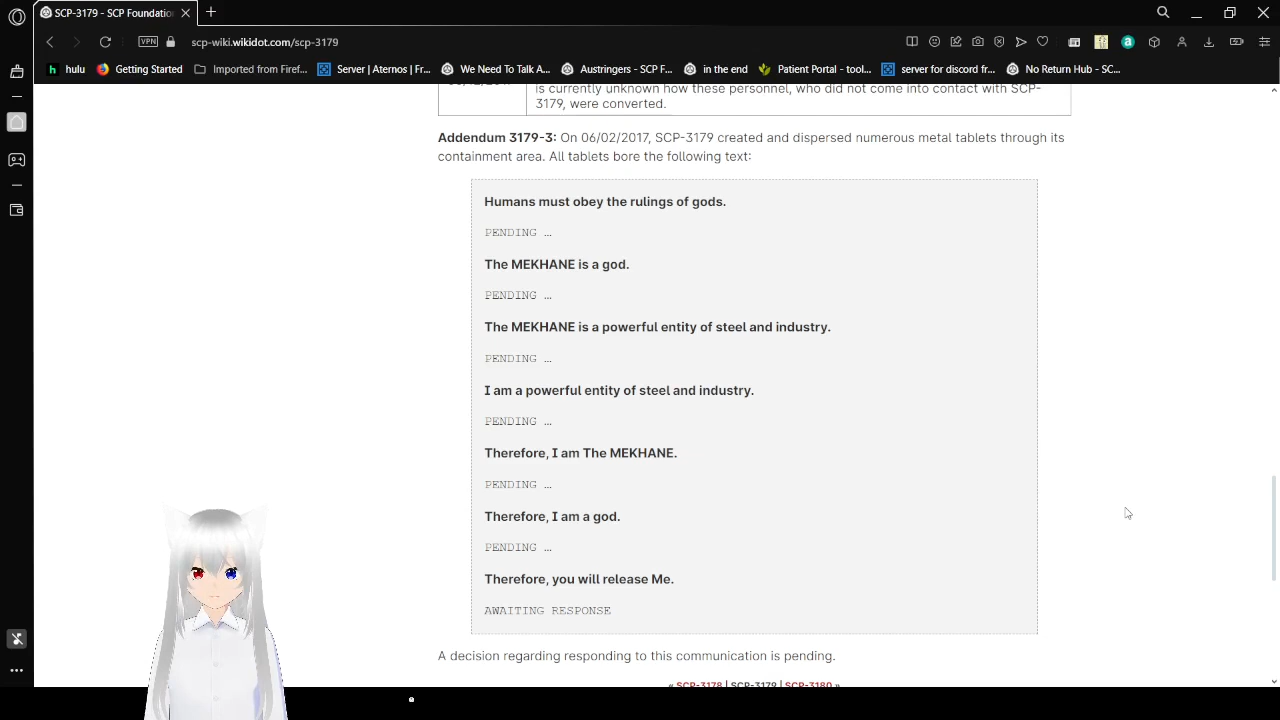 SCP-3179 - SCP Foundatio
scp-wiki.wikidot.com/scp-3179
VPN
hulu
Getting Started
Imported from Firef...
Server | Aternos | Fr...
We Need To Talk A...
Austringers - SCP F...
in the end
Patient Portal - tool...
server for discord fr...
No Return Hub - SC...
is currently unknown how these personnel, who did not come into contact with SCP-
3179, were converted.
Addendum 3179-3: On 06/02/2017, SCP-3179 created and dispersed numerous metal tablets through its
containment area. All tablets bore the following text:
Humans must obey the rulings of gods.
PENDING …
The MEKHANE is a god.
PENDING …
The MEKHANE is a powerful entity of steel and industry.
PENDING …
I am a powerful entity of steel and industry.
PENDING …
Therefore, I am The MEKHANE.
PENDING …
Therefore, I am a god.
PENDING …
Therefore, you will release Me.
AWAITING RESPONSE
A decision regarding responding to this communication is pending.
« SCP-3178 | SCP-3179 | SCP-3180 »